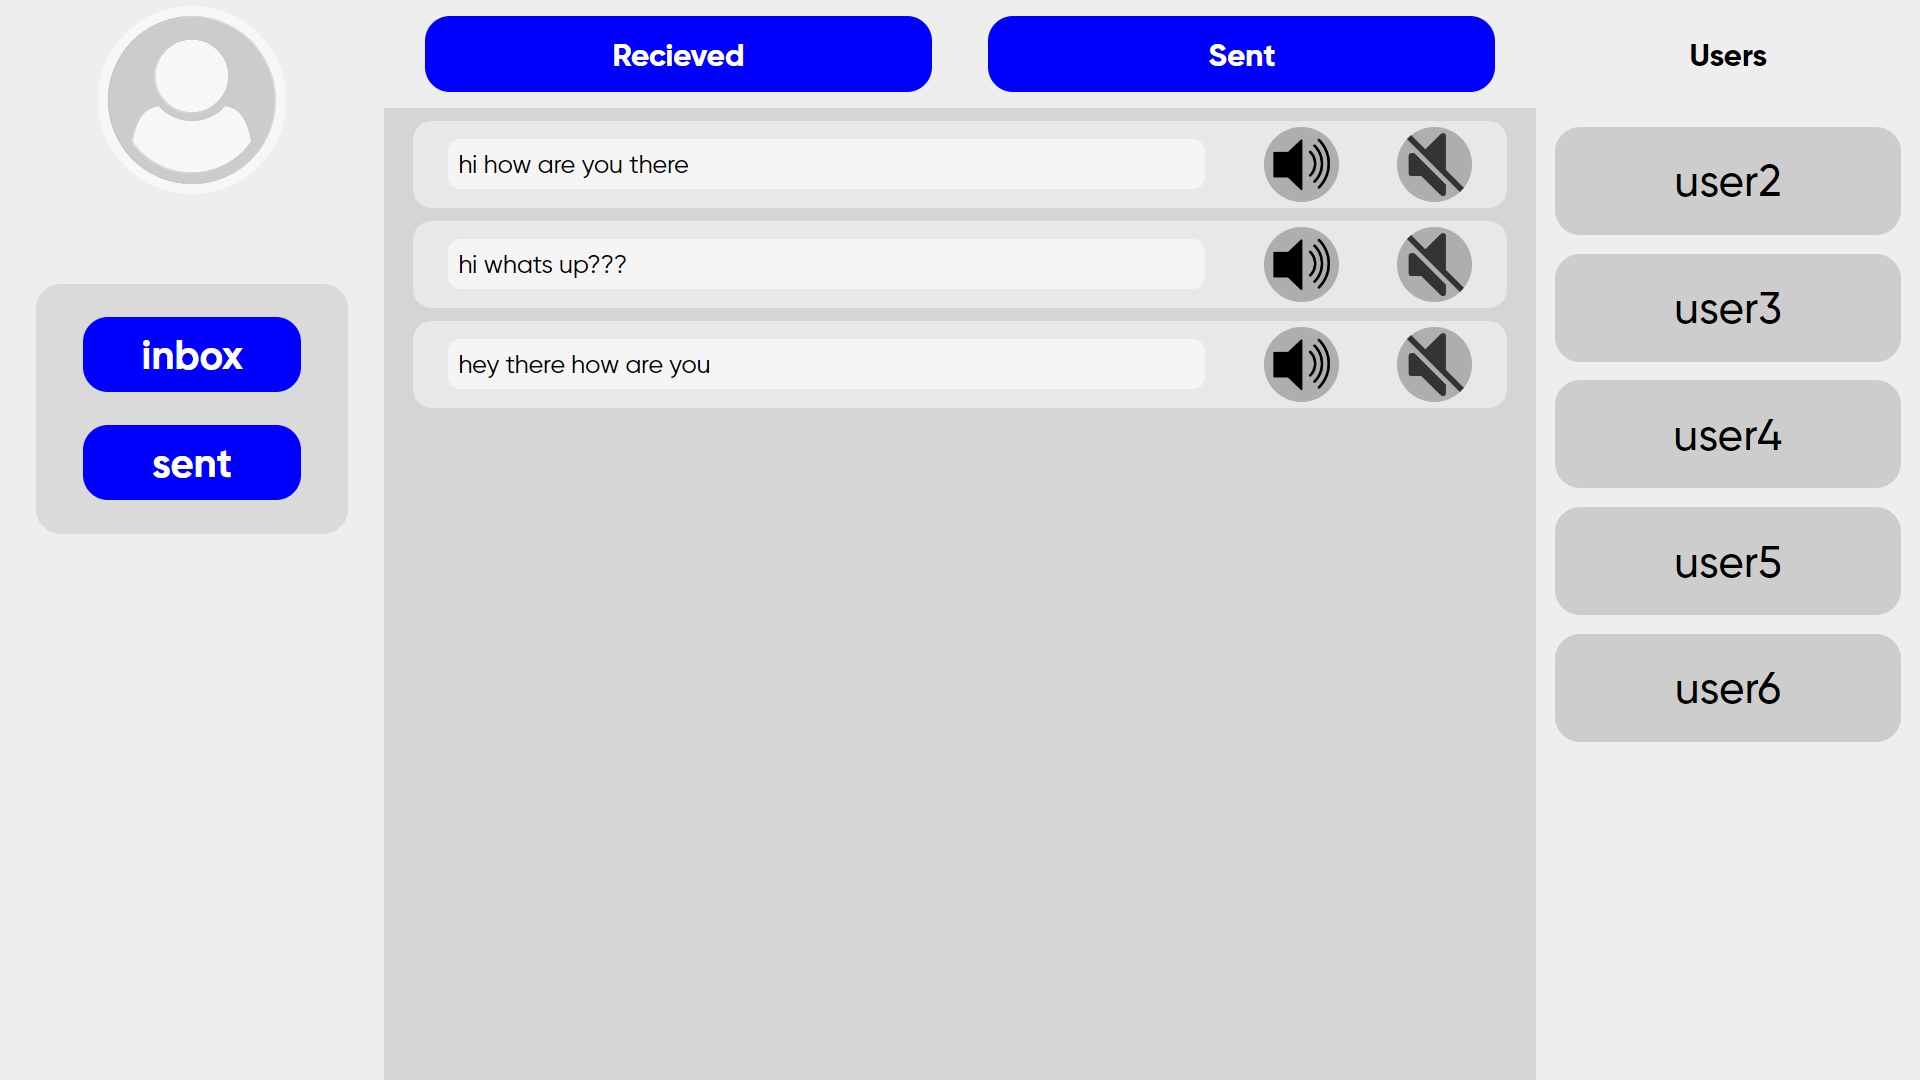 Recieved
Sent
Users
inbox
sent
hi how are you there
hi whats up???
hey there how are you
user2
user3
user4
user5
user6